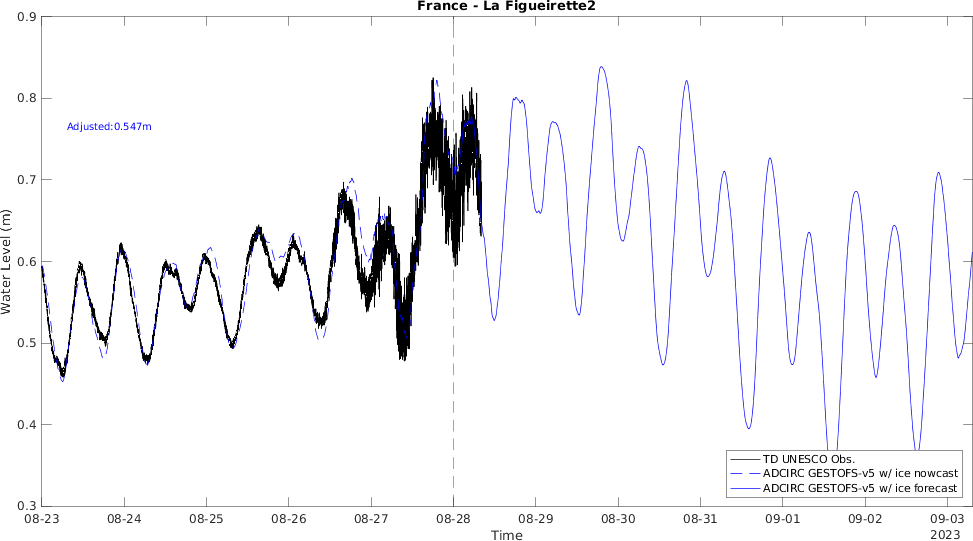 France - La Figueirette2
0.9
0.8
0.7
0.6
0.5
0.4
0.3
Water Level (m)
Adjusted:0.547m
TD UNESCO Obs.
ADCIRC GESTOFS-v5 w/ ice nowcast
ADCIRC GESTOFS-v5 w/ ice forecast
08-23 08-24 08-25 08-26 08-27 08-28 08-29 08-30 08-31 09-01 09-02 09-03
2023
Time